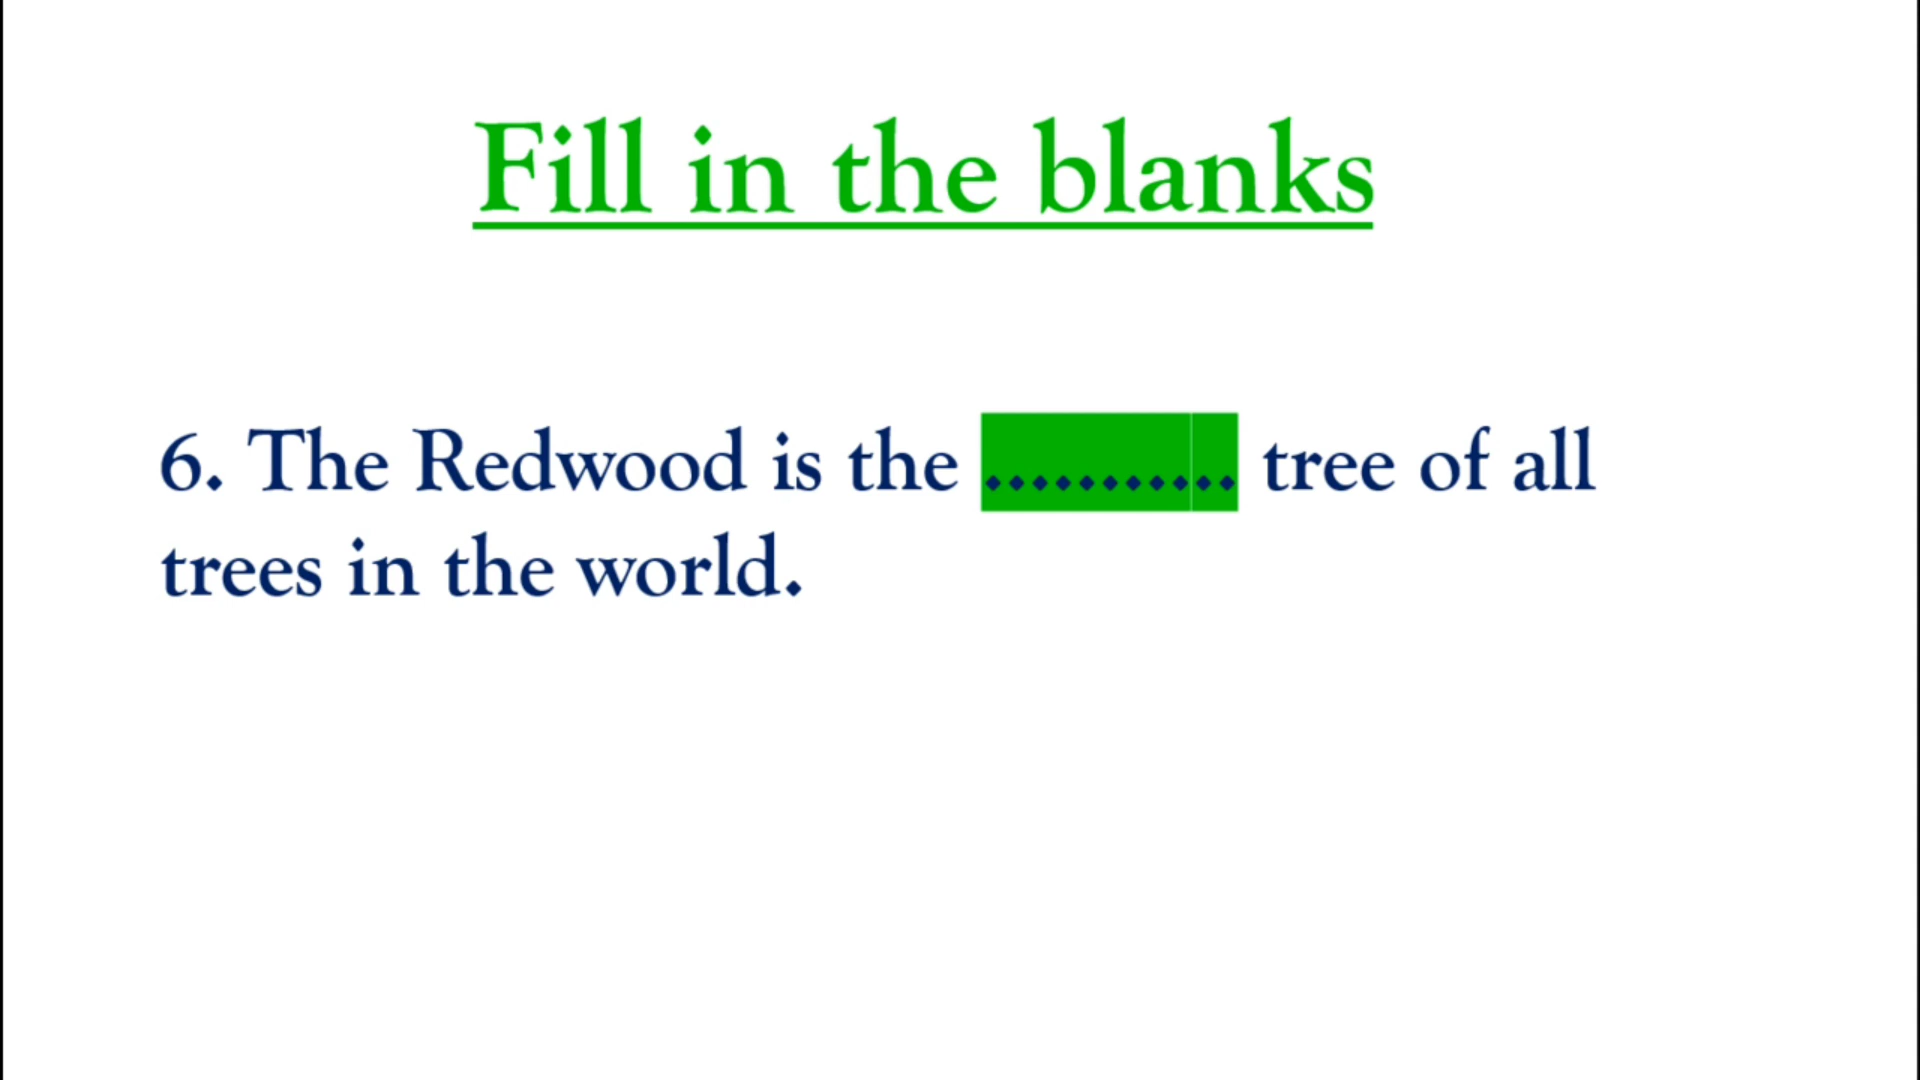 Fill in the blanks
6. The Redwood is the ........... tree of all
trees in the world.